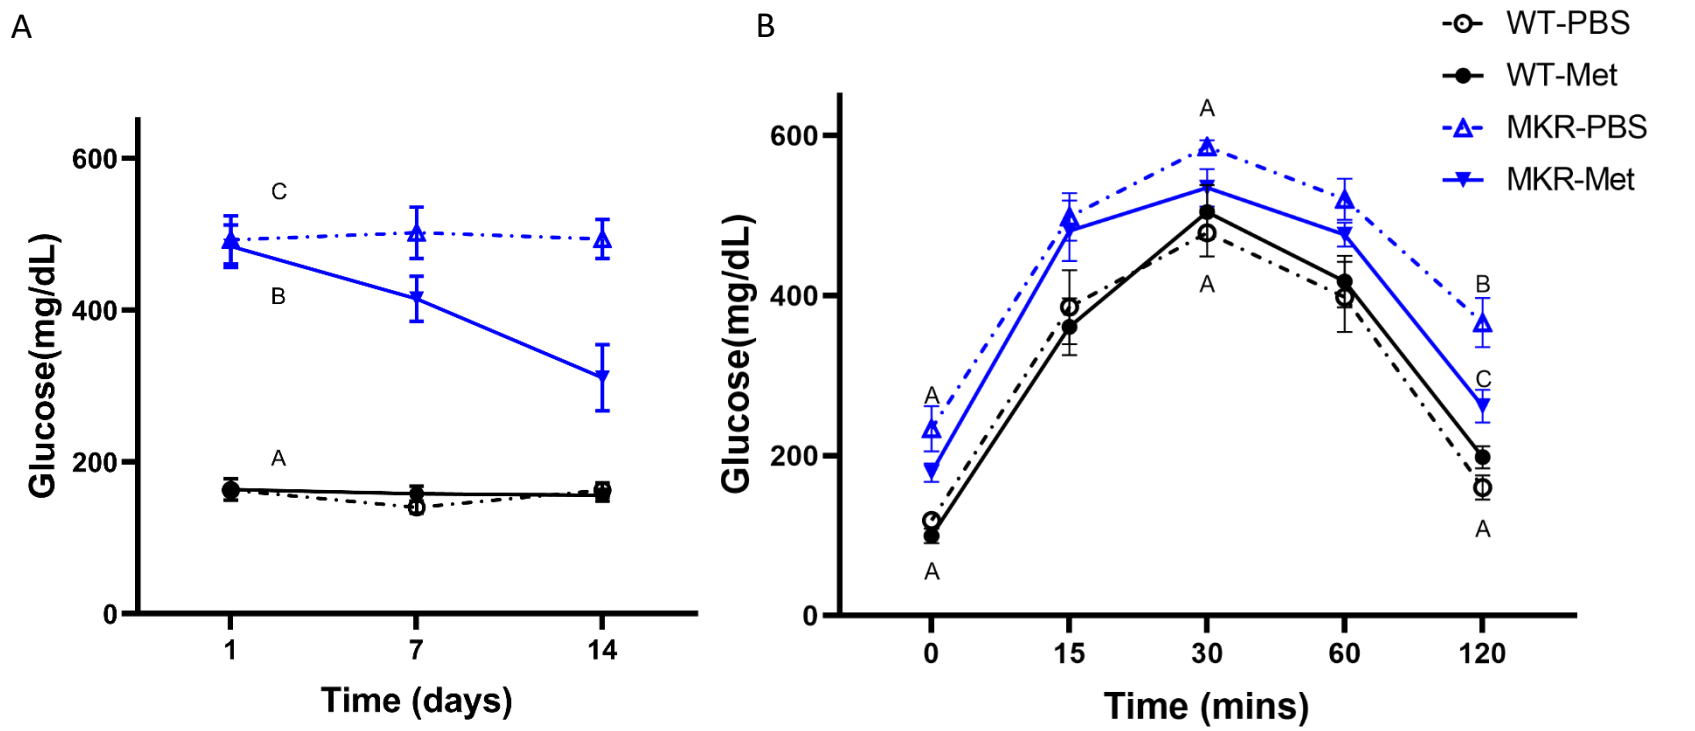 A
Glucose(mg/dL)
600
400
200
0
C
B
A
1 7 14
Time (days)
B
WT-PBS
WT-Met
MKR-PBS
MKR-Met
Glucose(mg/dL)
600
400
200
0
A
A
A
A
B
C
A
0 15 30 60 120
Time (mins)